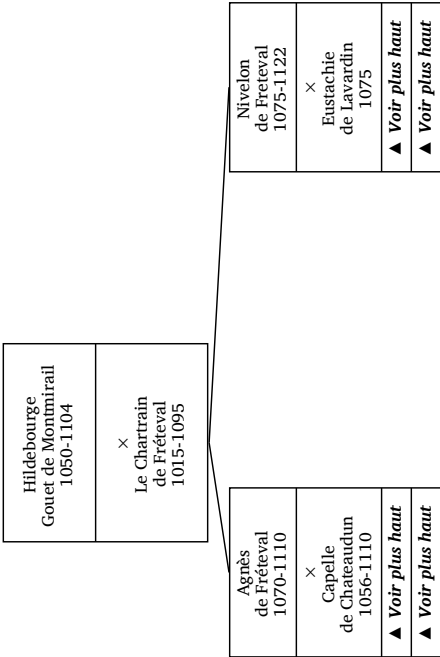 Hildebourge
Gouet de Montmirail
1050-1104
×
Le Chartrain
de Fréteval
1015-1095
Agnès
de Fréteval
1070-1110
×
Capelle
de Chateaudun
1056-1110
▲ Voir plus haut
▲ Voir plus haut
Nivelon
de Freteval
1075-1122
×
Eustachie
de Lavardin
1075
▲ Voir plus haut
▲ Voir plus haut